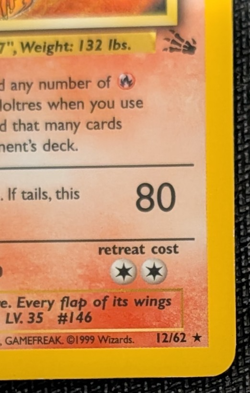 7", Weight: 132 lbs.
d any number of
Moltres when you use
d that many cards
nent's deck.
. If tails, this
80
retreat cost
e. Every flap of its wings
LV. 35 #146
, GAMEFREAK. ©1999 Wizards. 12/62 ★